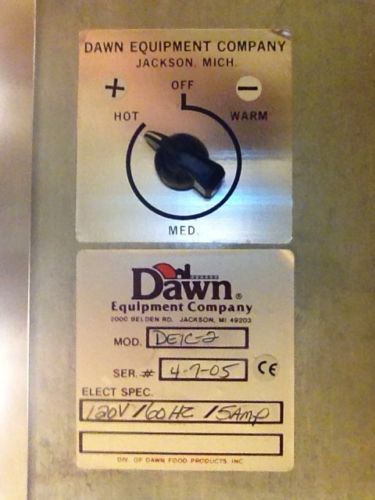 DAWN EQUIPMENT COMPANY
JACKSON, MICH.
+ OFF −
HOT WARM
MED.
Dawn®
Equipment Company
2000 BELDEN RD. JACKSON, MI 49203
MOD. DEIC-2
SER. # 4-7-05 CE
ELECT SPEC.
120V/60HZ/5Amp
DIV. OF DAWN FOOD PRODUCTS, INC.